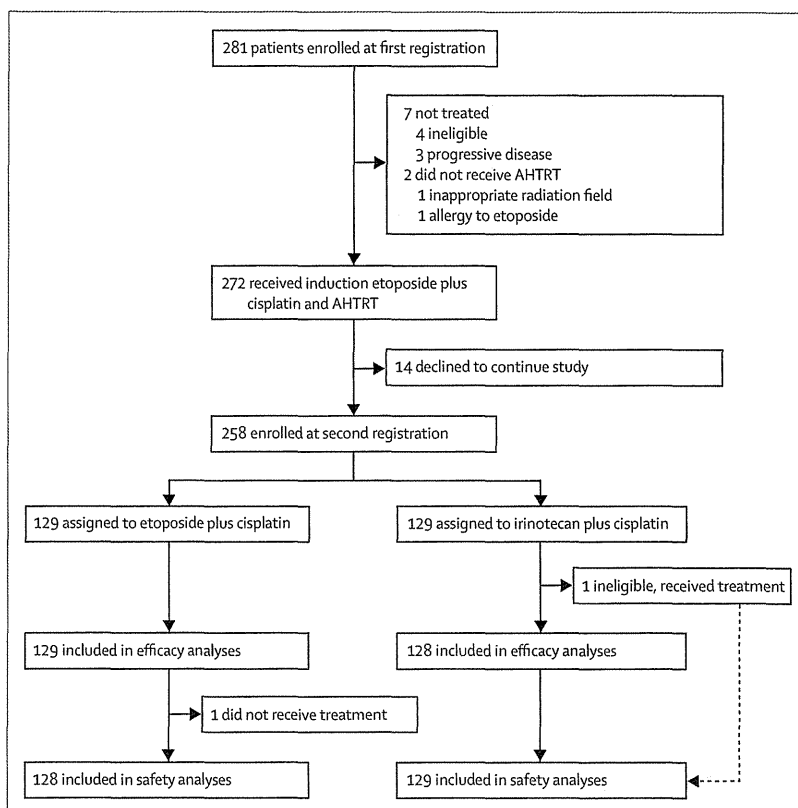 281 patients enrolled at first registration
7 not treated
4 ineligible
3 progressive disease
2 did not receive AHTRT
1 inappropriate radiation field
1 allergy to etoposide
272 received induction etoposide plus
cisplatin and AHTRT
14 declined to continue study
258 enrolled at second registration
129 assigned to etoposide plus cisplatin
129 assigned to irinotecan plus cisplatin
1 ineligible, received treatment
129 included in efficacy analyses
128 included in efficacy analyses
1 did not receive treatment
128 included in safety analyses
129 included in safety analyses